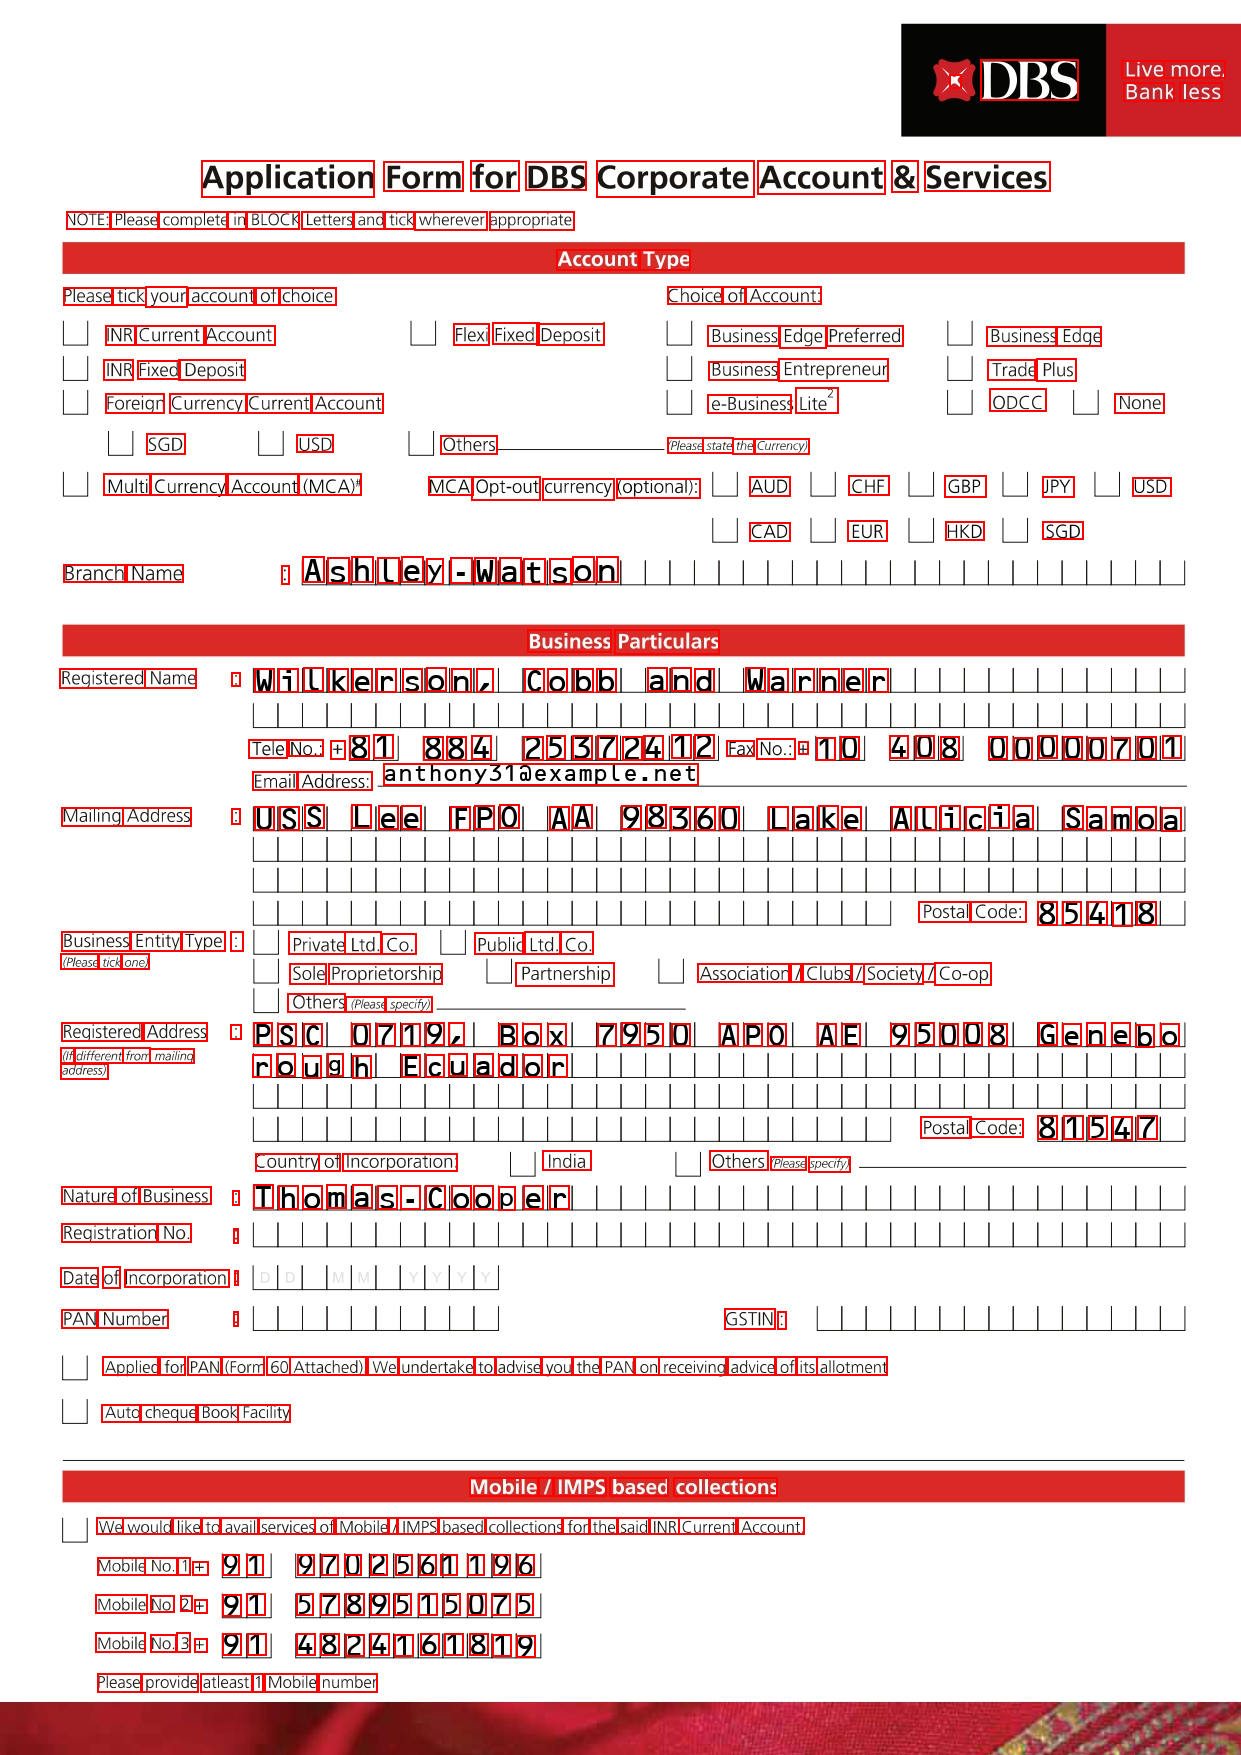 DBS Live more,
Bank less
Application Form for DBS Corporate Account & Services
NOTE: Please complete in BLOCK Letters and tick wherever appropriate
Account Type
Please tick your account of choice Choice of Account:
INR Current Account Flexi Fixed Deposit Business Edge Preferred Business Edge
INR Fixed Deposit Business Entrepreneur Trade Plus
Foreign Currency Current Account e-Business Lite2 ODCC None
SGD USD Others (Please state the Currency)
Multi Currency Account (MCA)# MCA Opt-out currency (optional): AUD CHF GBP JPY USD
CAD EUR HKD SGD
Branch Name : Ashley-Watson
Business Particulars
Registered Name : Wilkerson, Cobb and Warner
Tele No.: + 81 884 25372412 Fax No.: + 10 408 00000701
Email Address: anthony31@example.net
Mailing Address : USS Lee FPO AA 98360 Lake Alicia Samoa
Postal Code: 85418
Business Entity Type : Private Ltd. Co. Public Ltd. Co.
(Please tick one)
Sole Proprietorship Partnership Association / Clubs / Society / Co-op
Others (Please specify)
Registered Address : PSC 0719, Box 7950 APO AE 95008 Genebo
(If different from mailing address) rough Ecuador
Postal Code: 81547
Country of Incorporation: India Others (Please specify)
Nature of Business : Thomas-Cooper
Registration No. :
Date of Incorporation : D D M M Y Y Y Y
PAN Number : GSTIN :
Applied for PAN (Form 60 Attached). We undertake to advise you the PAN on receiving advice of its allotment
Auto cheque Book Facility
Mobile / IMPS based collections
We would like to avail services of Mobile / IMPS based collections for the said INR Current Account.
Mobile No. 1 + 91 9702561196
Mobile No. 2 + 91 5789515075
Mobile No. 3 + 91 4824161819
Please provide atleast 1 Mobile number